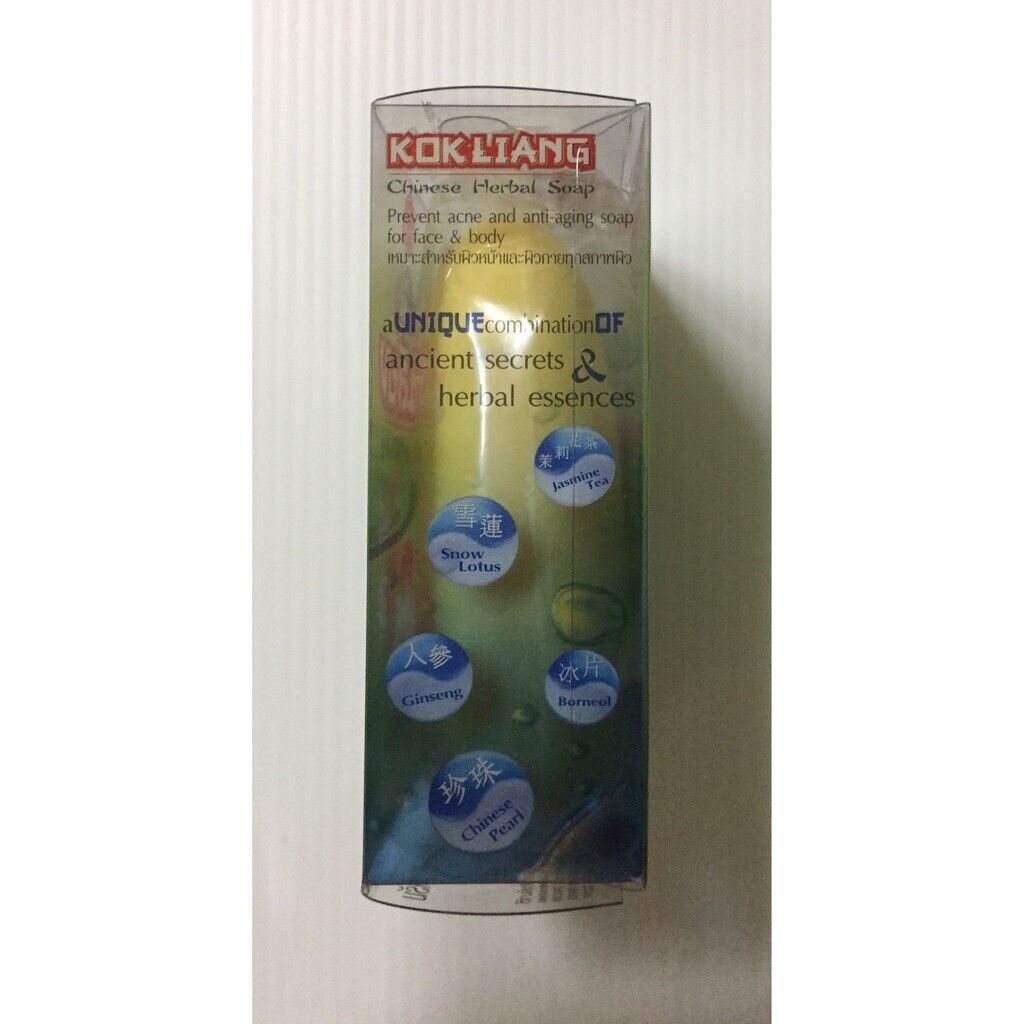 KOKLIANG
Chinese Herbal Soap
Prevent acne and anti-aging soap
for face & body
เหมาะสำหรับผิวหน้าและผิวกายทุกสภาพผิว
a UNIQUE combination OF
ancient secrets &
herbal essences
茉莉花茶
Jasmine
Tea
雪蓮
Snow
Lotus
人參
Ginseng
冰片
Borneol
珍珠
Chinese
Pearl